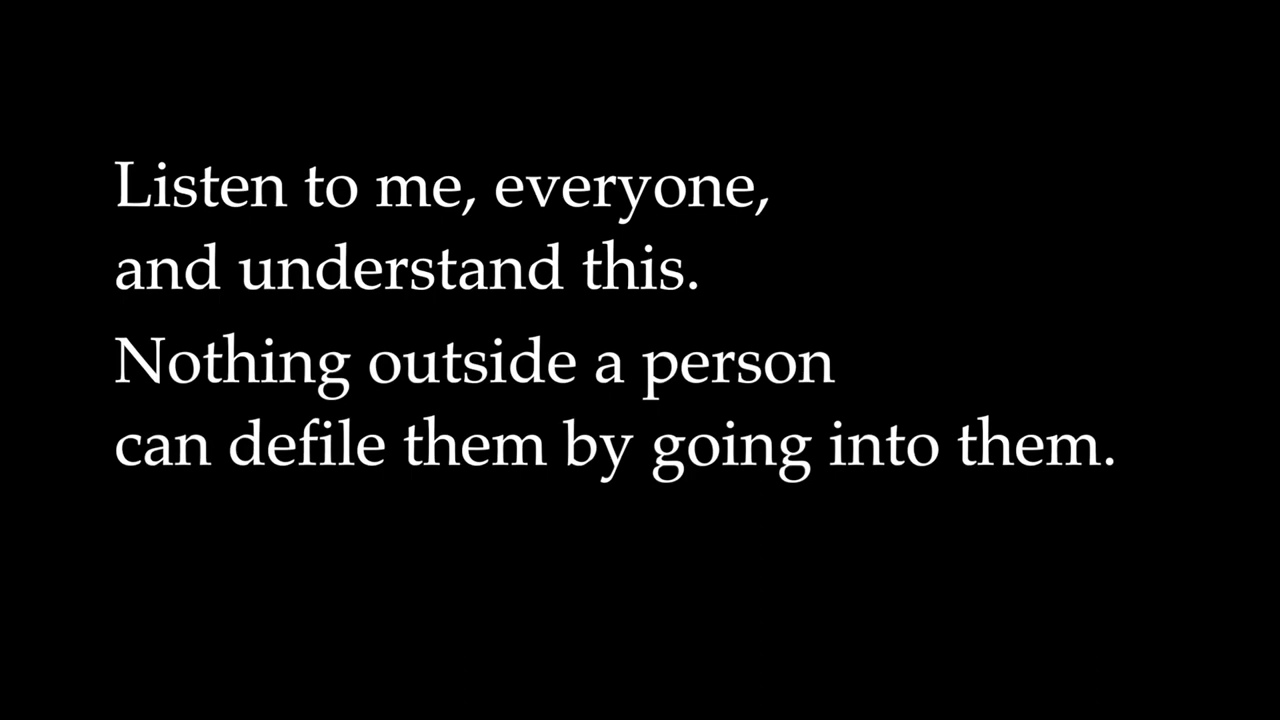 Listen to me, everyone,
and understand this.
Nothing outside a person
can defile them by going into them.